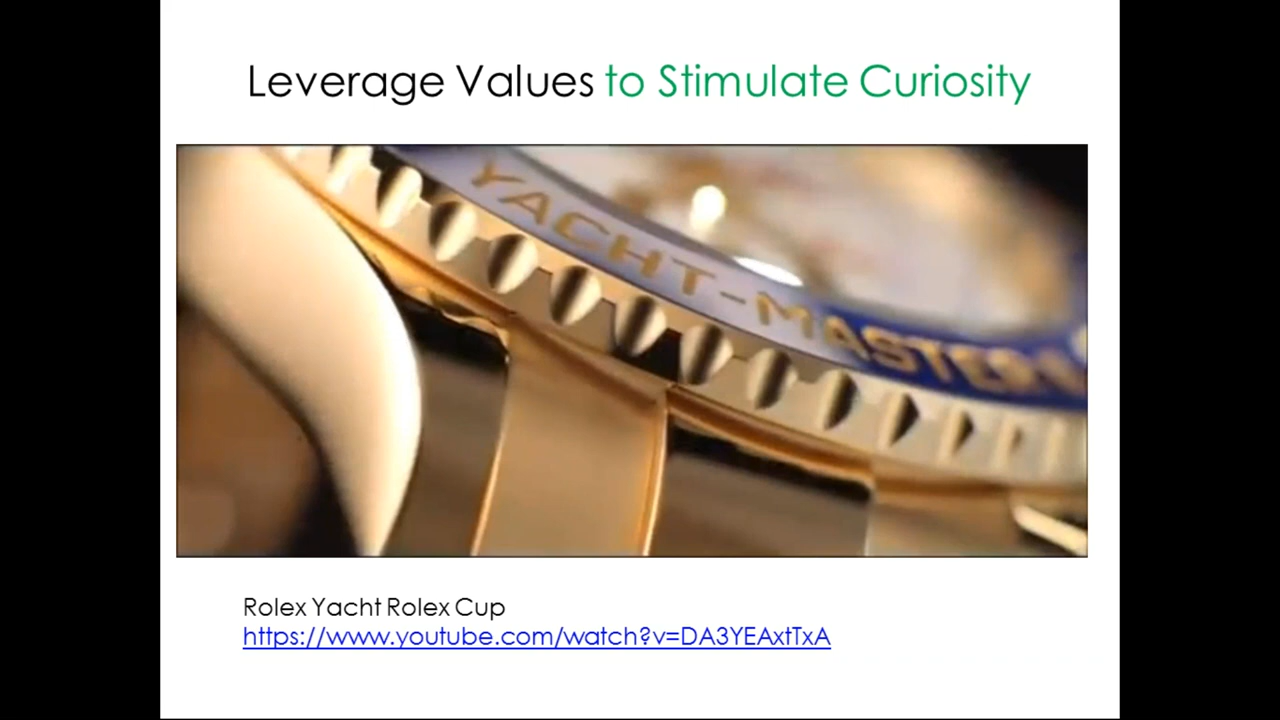 Leverage Values to Stimulate Curiosity
YACHT-MASTER
Rolex Yacht Rolex Cup
https://www.youtube.com/watch?v=DA3YEAxtTxA